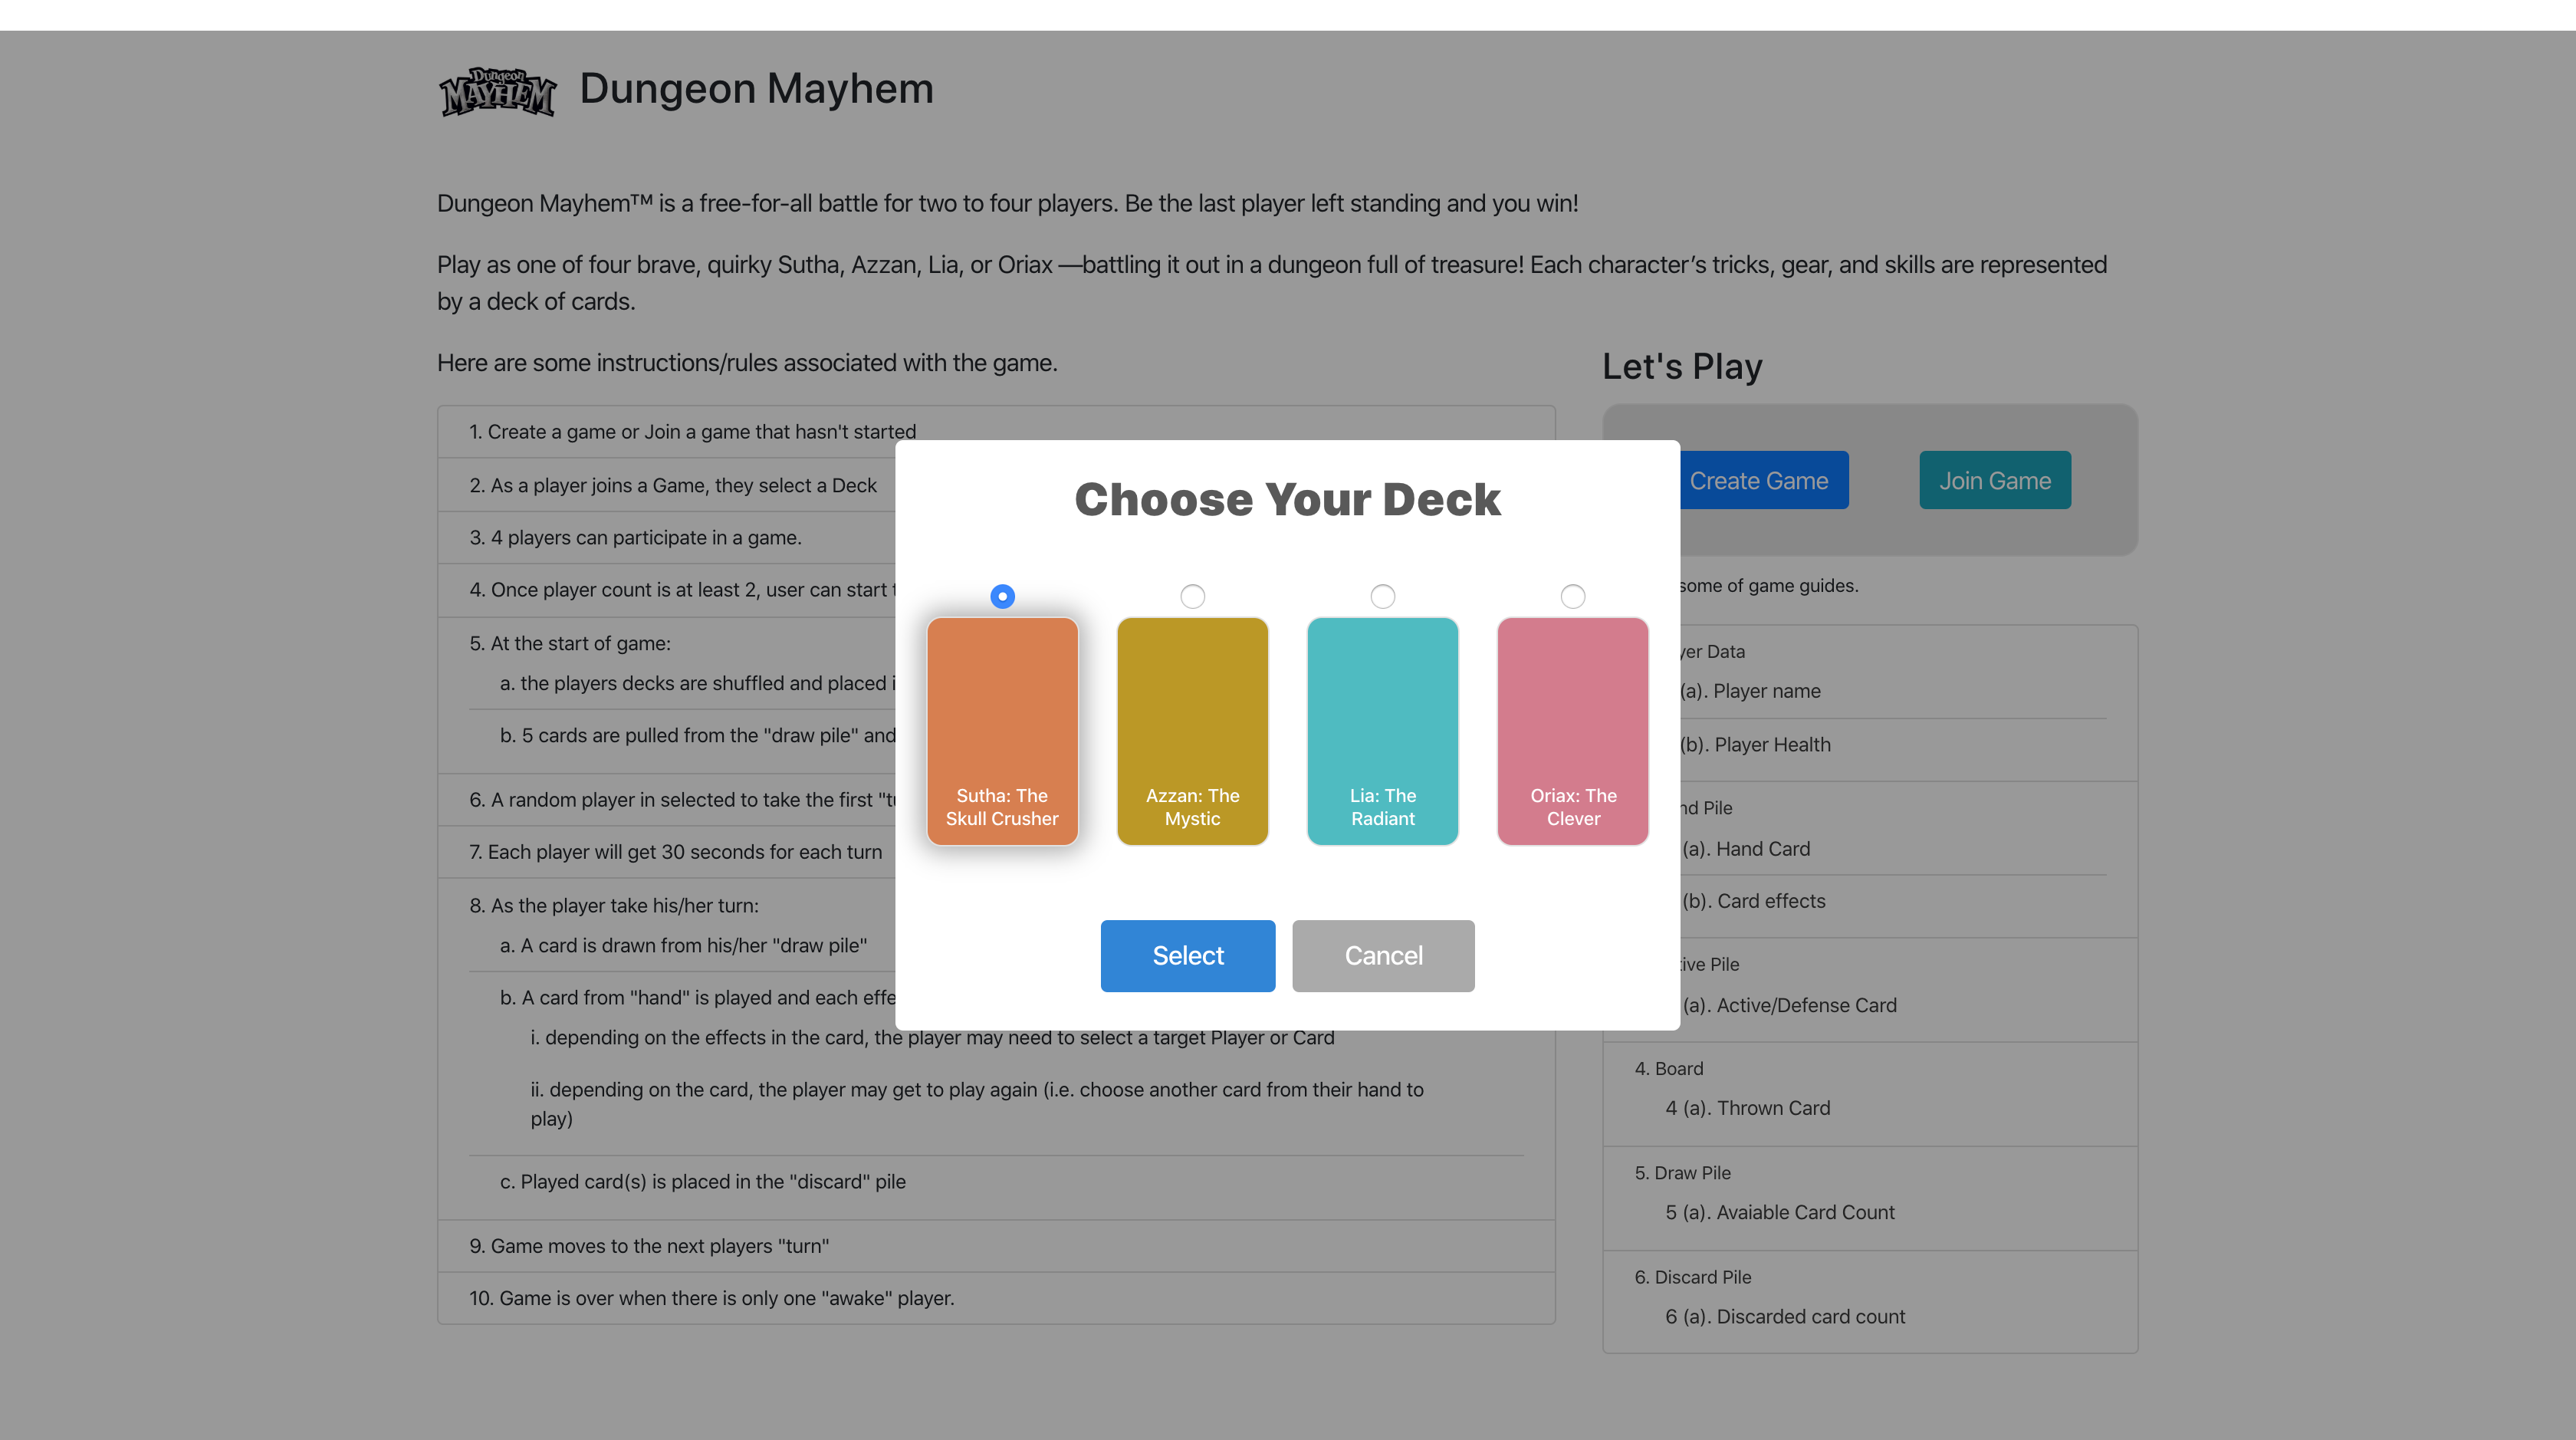 Dungeon
MAYHEM
Dungeon Mayhem
Dungeon Mayhem™ is a free-for-all battle for two to four players. Be the last player left standing and you win!
Play as one of four brave, quirky Sutha, Azzan, Lia, or Oriax —battling it out in a dungeon full of treasure! Each character’s tricks, gear, and skills are represented
by a deck of cards.
Here are some instructions/rules associated with the game.
1. Create a game or Join a game that hasn't started
2. As a player joins a Game, they select a Deck
3. 4 players can participate in a game.
4. Once player count is at least 2, user can start
5. At the start of game:
a. the players decks are shuffled and placed
b. 5 cards are pulled from the "draw pile" and
6. A random player in selected to take the first
7. Each player will get 30 seconds for each turn
8. As the player take his/her turn:
a. A card is drawn from his/her "draw pile"
b. A card from "hand" is played and each
i. depending on the effects in the card, the player may need to select a target Player or Card
ii. depending on the card, the player may get to play again (i.e. choose another card from their hand to
play)
c. Played card(s) is placed in the "discard" pile
9. Game moves to the next players "turn"
10. Game is over when there is only one "awake" player.
Choose Your Deck
Sutha: The
Skull Crusher
Azzan: The
Mystic
Lia: The
Radiant
Oriax: The
Clever
Select
Cancel
Let's Play
Create Game
Join Game
some of game guides.
Data
(a). Player name
(b). Player Health
Pile
(a). Hand Card
(b). Card effects
Pile
(a). Active/Defense Card
4. Board
4 (a). Thrown Card
5. Draw Pile
5 (a). Avaiable Card Count
6. Discard Pile
6 (a). Discarded card count